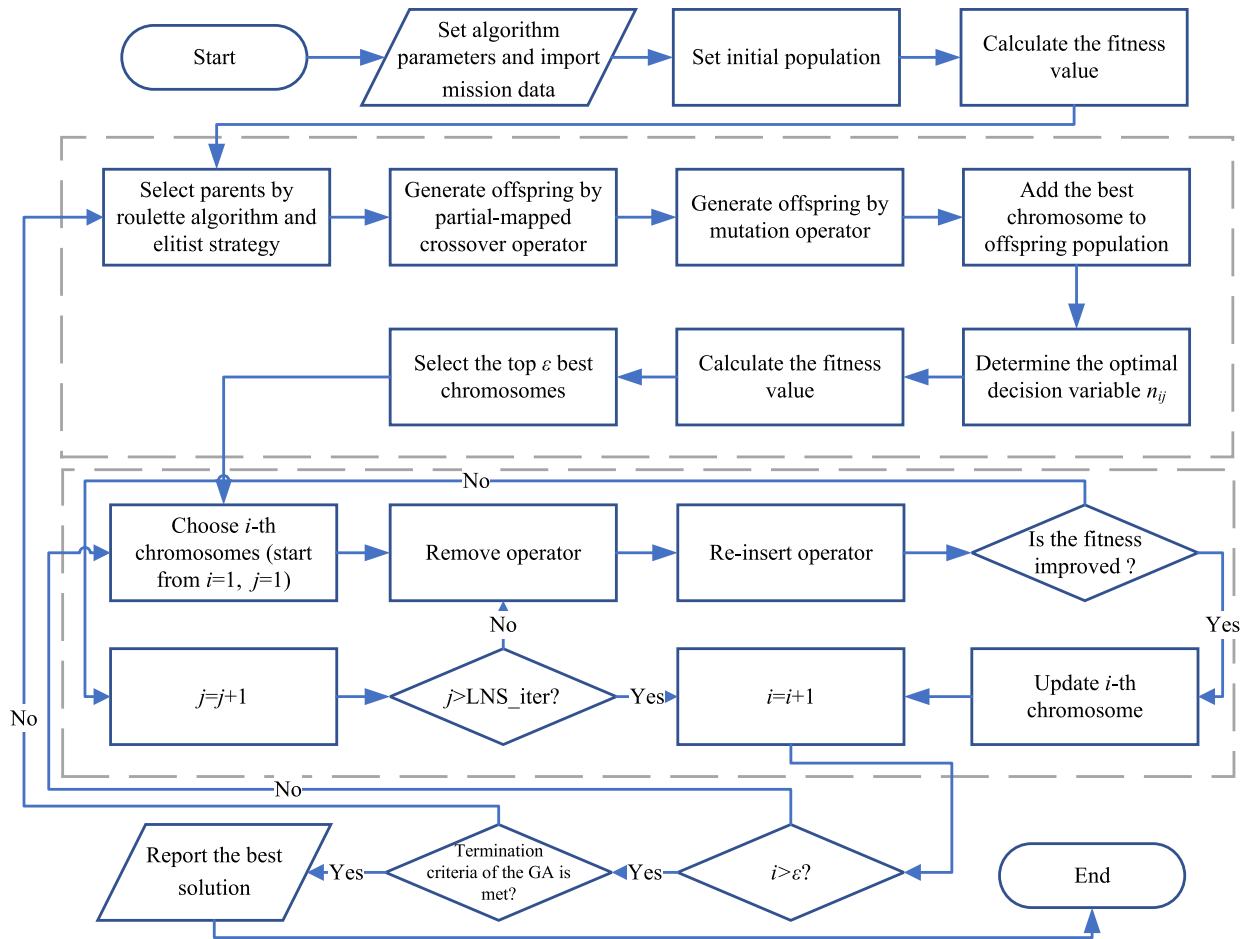 Start
Set algorithm
parameters and import
mission data
Set initial population
Calculate the fitness
value
Select parents by
roulette algorithm and
elitist strategy
Generate offspring by
partial-mapped
crossover operator
Generate offspring by
mutation operator
Add the best
chromosome to
offspring population
Select the top ε best
chromosomes
Calculate the fitness
value
Determine the optimal
decision variable nij
No
Choose i-th
chromosomes (start
from i=1, j=1)
Remove operator
Re-insert operator
Is the fitness
improved ?
No
Yes
j=j+1
j>LNS_iter?
Yes
i=i+1
Update i-th
chromosome
No
No
Report the best
solution
Yes
Termination
criteria of the GA is
met?
Yes
i>ε?
End